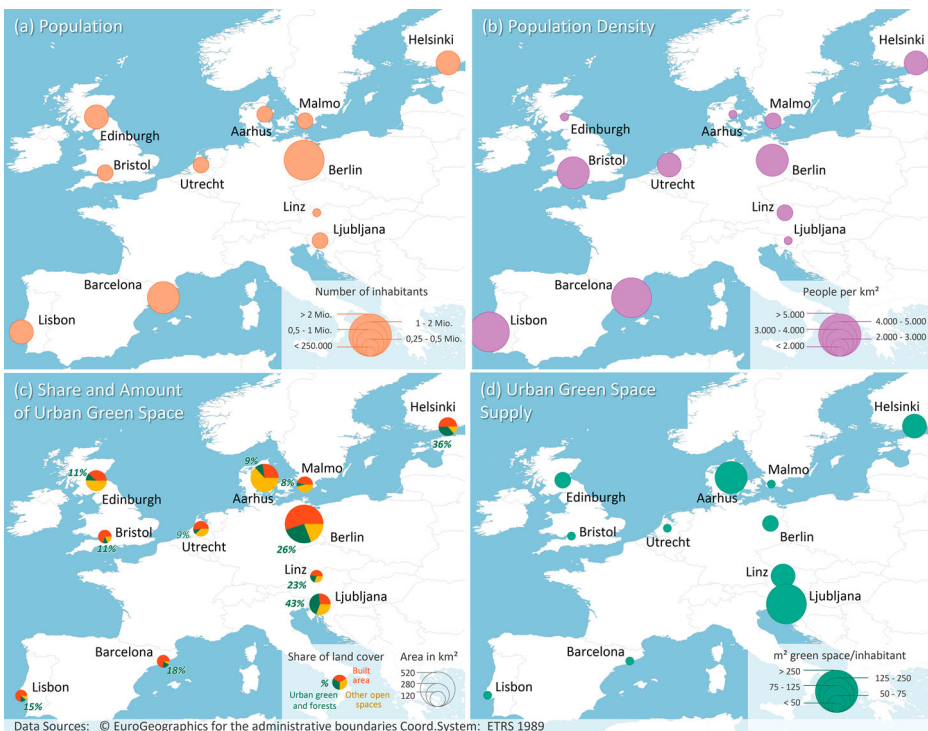 (a) Population
Helsinki
Edinburgh
Aarhus
Malmo
Bristol
Utrecht
Berlin
Linz
Ljubljana
Barcelona
Lisbon
Number of inhabitants
> 2 Mio.
1 - 2 Mio.
0,5 - 1 Mio.
0,25 - 0,5 Mio.
< 250.000
(b) Population Density
Helsinki
Edinburgh
Aarhus
Malmo
Bristol
Utrecht
Berlin
Linz
Ljubljana
Barcelona
Lisbon
People per km²
> 5.000
4.000 - 5.000
3.000 - 4.000
2.000 - 3.000
< 2.000
(c) Share and Amount
of Urban Green Space
Helsinki
36%
11%
Edinburgh
9%
Aarhus
Malmo
8%
Bristol
11%
9%
Utrecht
Berlin
26%
Linz
23%
43%
Ljubljana
Barcelona
18%
Lisbon
15%
Share of land cover
Built
area
%
Urban green
and forests
Other open
spaces
Area in km²
520
280
120
(d) Urban Green Space
Supply
Helsinki
Edinburgh
Aarhus
Malmo
Bristol
Utrecht
Berlin
Linz
Ljubljana
Barcelona
Lisbon
m² green space/inhabitant
> 250
125 - 250
75 - 125
50 - 75
< 50
Data Sources: © EuroGeographics for the administrative boundaries Coord.System: ETRS 1989